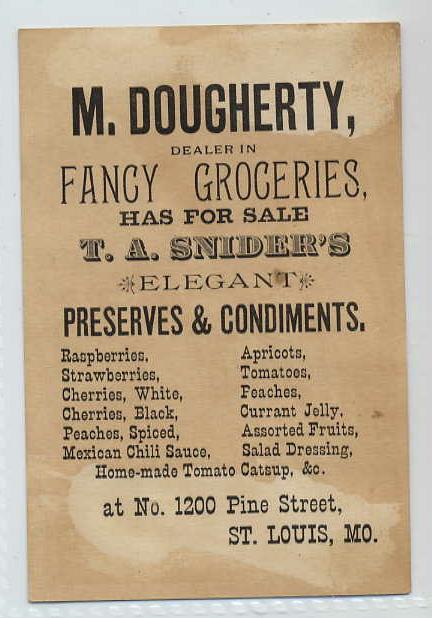 M. DOUGHERTY,
DEALER IN
FANCY GROCERIES,
HAS FOR SALE
T. A. SNIDER'S
ELEGANT
PRESERVES & CONDIMENTS.
Raspberries,
Strawberries,
Cherries, White,
Cherries, Black,
Peaches, Spiced,
Mexican Chili Sauce,
Apricots,
Tomatoes,
Peaches,
Currant Jelly.
Assorted Fruits,
Salad Dressing,
Home-made Tomato Catsup, &c.
at No. 1200 Pine Street,
ST. LOUIS, MO.